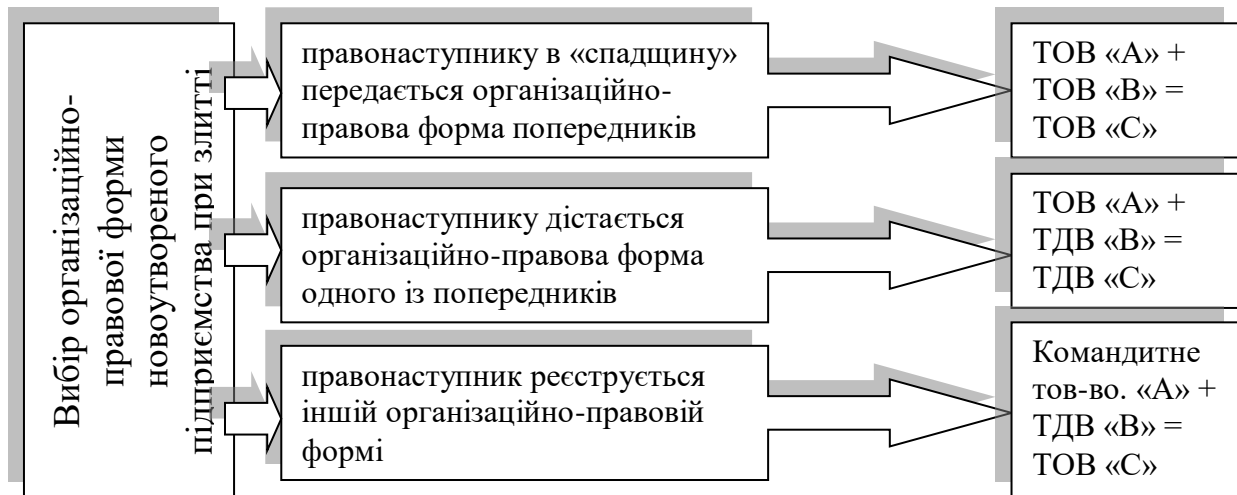 Вибір організаційно-
правової форми
новоутвореного
підприємства при злитті
правонаступнику в «спадщину»
передається організаційно-
правова форма попередників
ТОВ «А» +
ТОВ «В» =
ТОВ «С»
правонаступнику дістається
організаційно-правова форма
одного із попередників
ТОВ «А» +
ТДВ «В» =
ТДВ «С»
правонаступник реєструється
іншій організаційно-правовій
формі
Командитне
тов-во. «А» +
ТДВ «В» =
ТОВ «С»